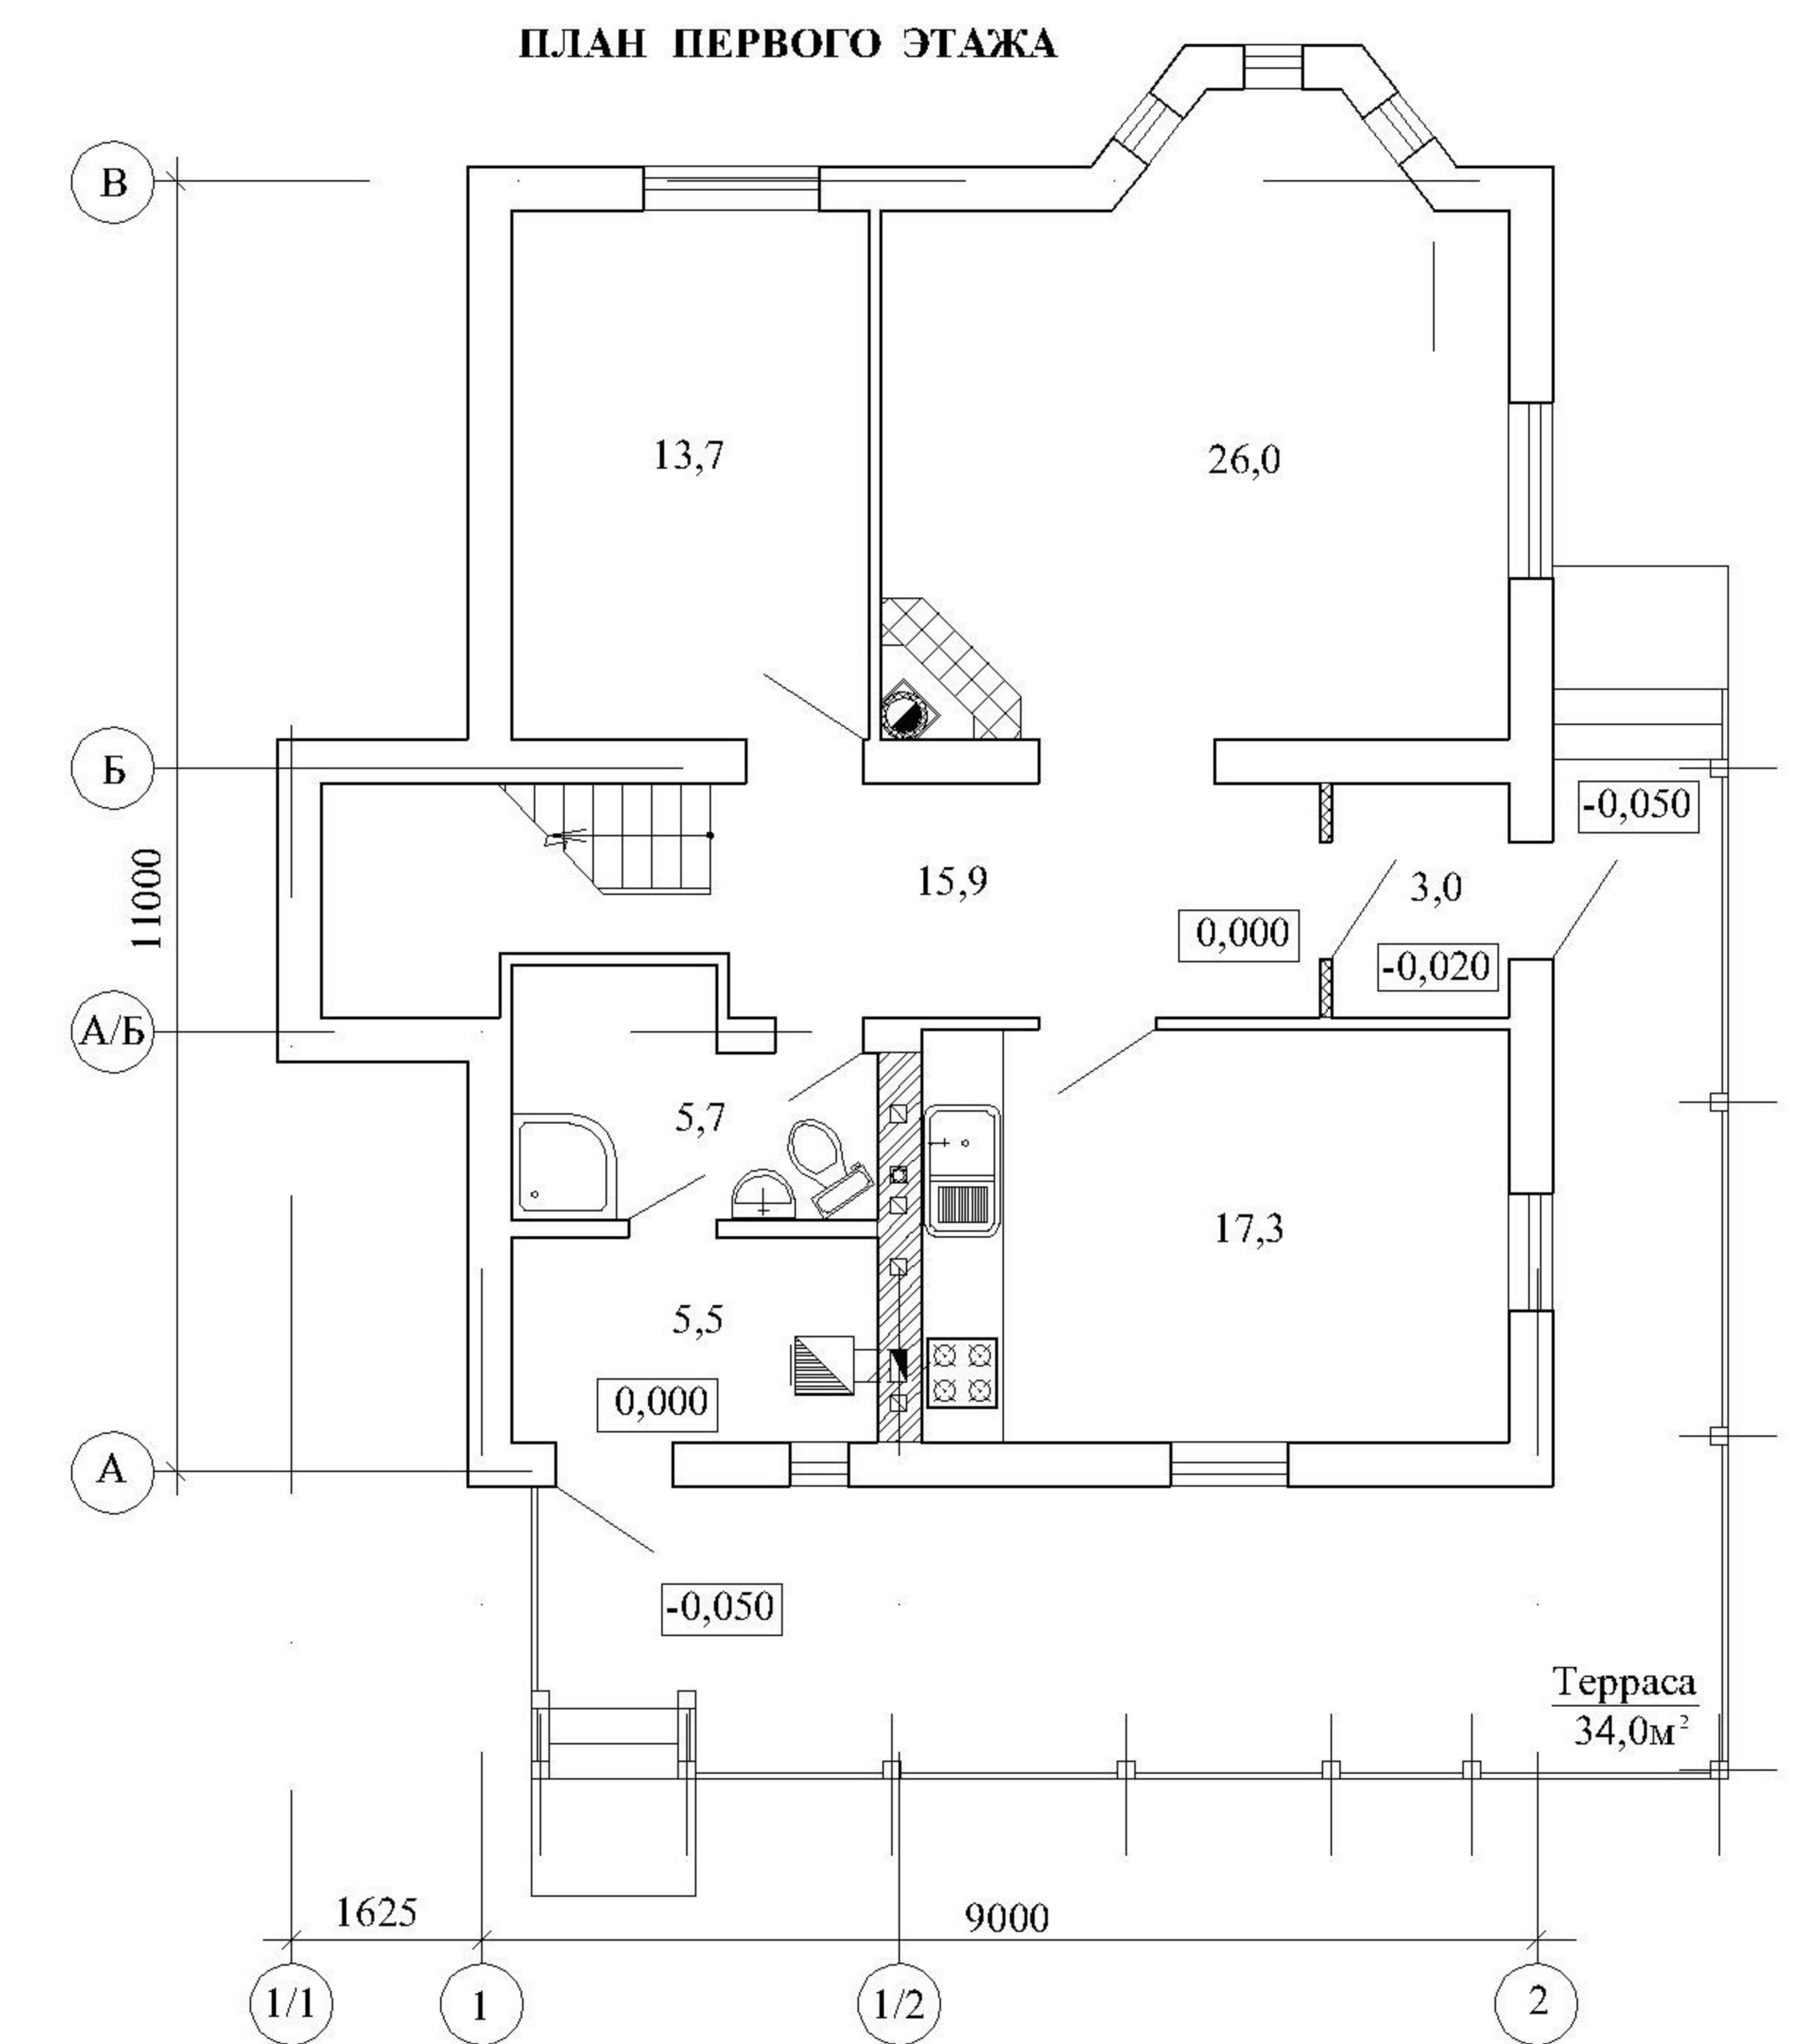 ПЛАН ПЕРВОГО ЭТАЖА
В
13,7
26,0
Б
-0,050
11000
15,9
3,0
0,000
-0,020
А/Б
5,7
17,3
5,5
0,000
А
-0,050
Терраса
34,0м²
1625
9000
1/1
1
1/2
2